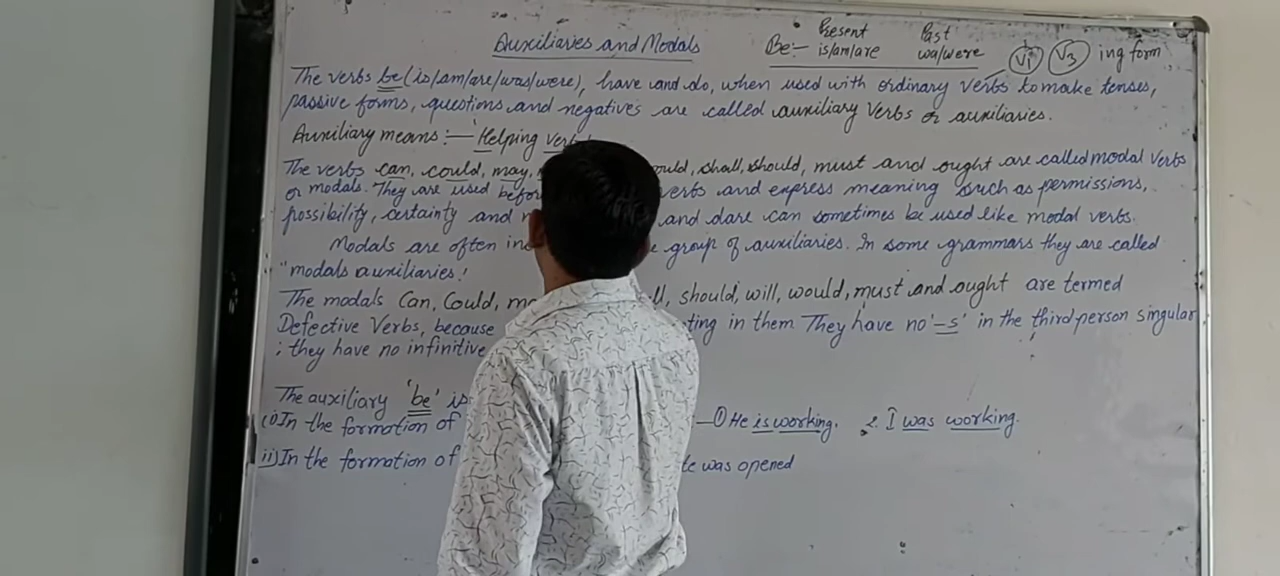 Auxiliaries and Modals
Present Past
Be:- is/am/are wa/were V1 V3 ing form
The verbs be (is/am/are/was/were), have and do, when used with ordinary verbs to make tenses,
passive forms, questions and negatives are called auxiliary Verbs or auxiliaries.
Auxiliary means:- Helping verbs
The verbs can, could, may, ould, shall, should, must and ought are called modal verbs
or modals. They are used before verbs and express meaning such as permissions,
possibility, certainty and and dare can sometimes be used like modal verbs.
Modals are often group of auxiliaries. In some grammars they are called
"modals auxiliaries!
The modals Can, Could, should, will, would, must and ought are termed
Defective Verbs, because ting in them They have no '-s' in the third person singular
: they have no infinitive
The auxiliary 'be' is
(i) In the formation of - ① He is working. 2. I was working.
ii) In the formation of was opened